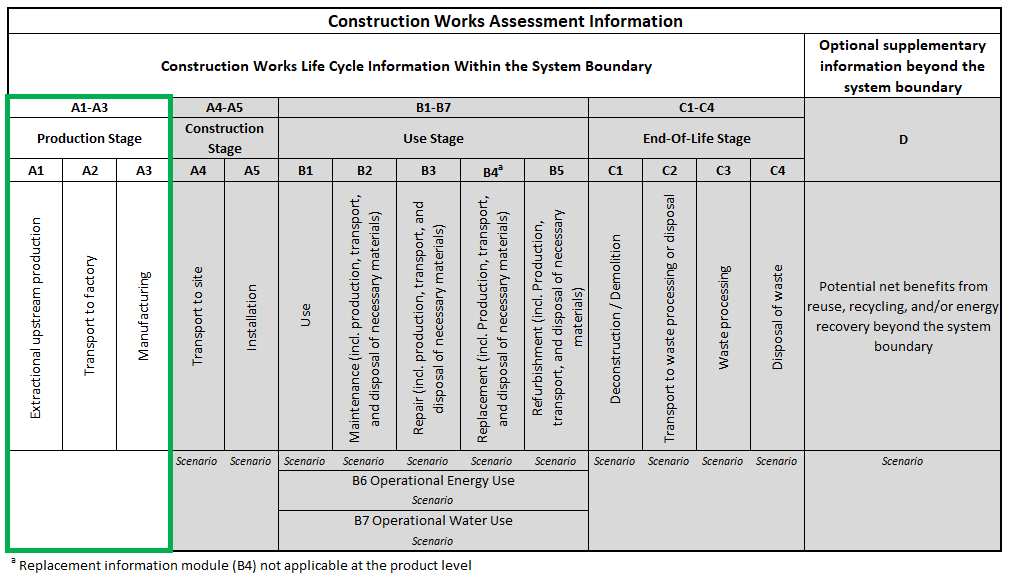 Construction Works Assessment Information
Construction Works Life Cycle Information Within the System Boundary
Optional supplementary
information beyond the
system boundary
A1-A3
A4-A5
B1-B7
C1-C4
Production Stage
Construction
Stage
Use Stage
End-Of-Life Stage
D
A1
A2
A3
A4
A5
B1
B2
B3
B4ᵃ
B5
C1
C2
C3
C4
Extractional upstream production
Transport to factory
Manufacturing
Transport to site
Installation
Use
Maintenance (incl. production, transport,
and disposal of necessary materials)
Repair (incl. production, transport, and
disposal of necessary materials)
Replacement (incl. Production, transport,
and disposal of necessary materials)
Refurbishment (incl. Production,
transport, and disposal of necessary
materials)
Deconstruction / Demolition
Transport to waste processing or disposal
Waste processing
Disposal of waste
Potential net benefits from
reuse, recycling, and/or energy
recovery beyond the system
boundary
Scenario
Scenario
Scenario
Scenario
Scenario
Scenario
Scenario
Scenario
Scenario
Scenario
Scenario
Scenario
B6 Operational Energy Use
Scenario
B7 Operational Water Use
Scenario
ᵃ Replacement information module (B4) not applicable at the product level